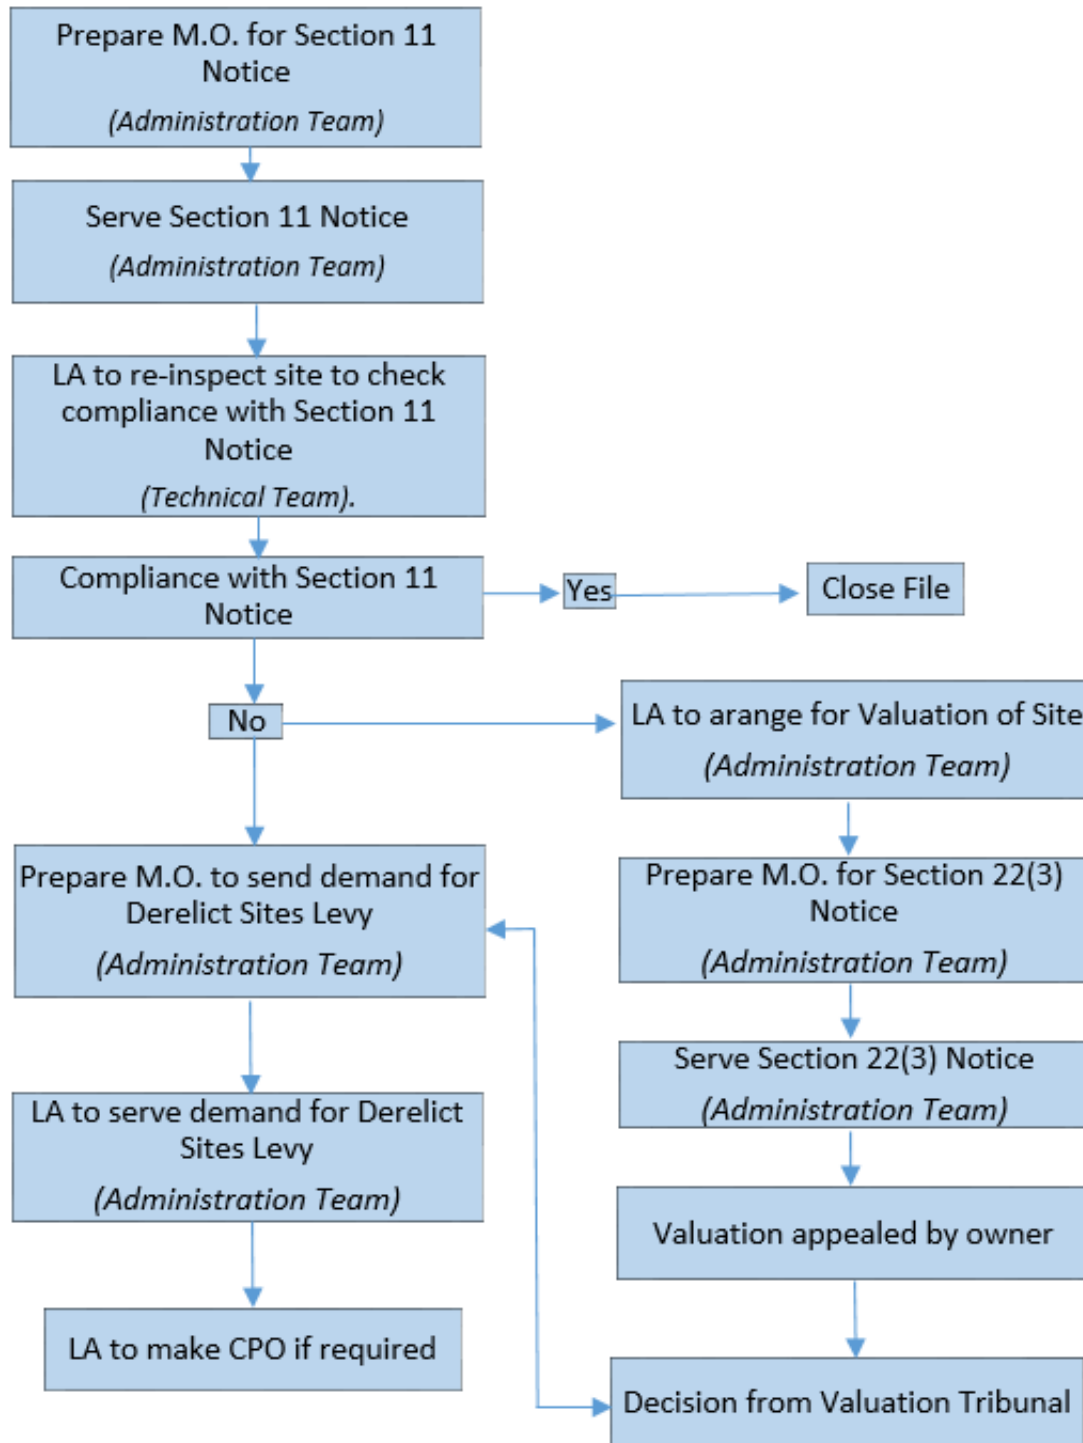 Prepare M.O. for Section 11
Notice
(Administration Team)
Serve Section 11 Notice
(Administration Team)
LA to re-inspect site to check
compliance with Section 11
Notice
(Technical Team).
Compliance with Section 11
Notice
Yes
Close File
No
LA to arange for Valuation of Site
(Administration Team)
Prepare M.O. for Section 22(3)
Notice
(Administration Team)
Serve Section 22(3) Notice
(Administration Team)
Valuation appealed by owner
Decision from Valuation Tribunal
Prepare M.O. to send demand for
Derelict Sites Levy
(Administration Team)
LA to serve demand for Derelict
Sites Levy
(Administration Team)
LA to make CPO if required